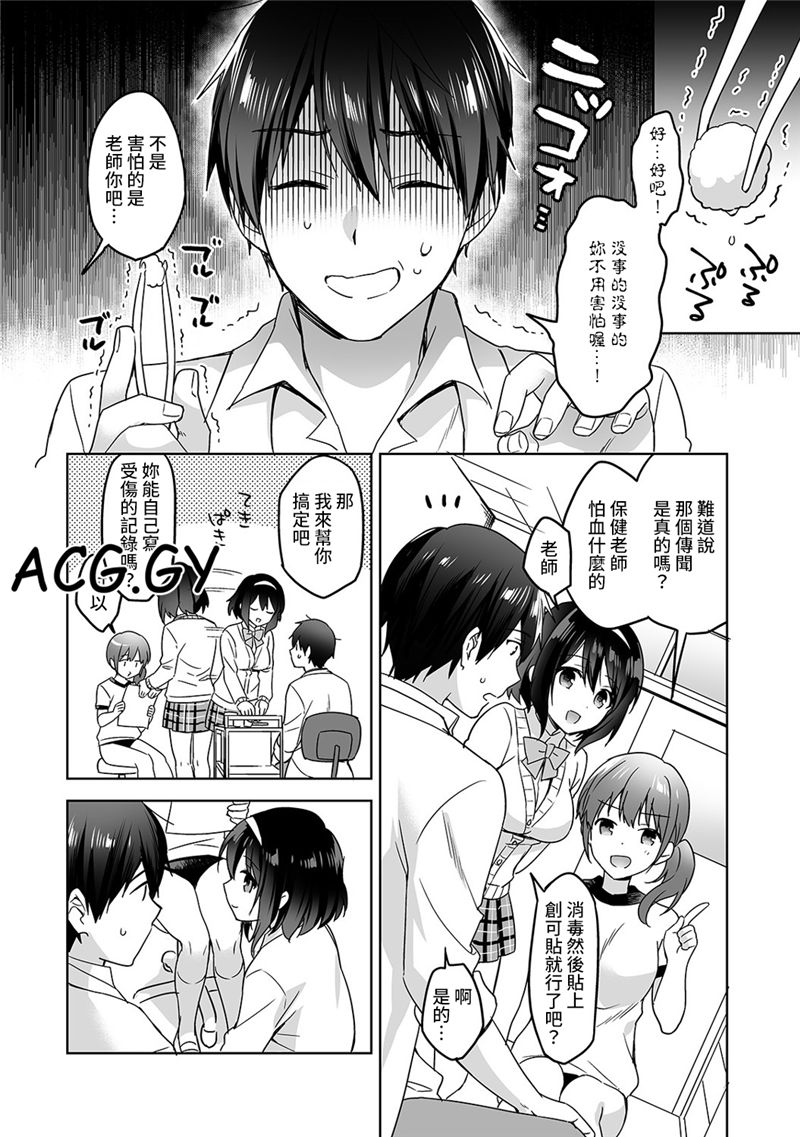 好…好吧！
ぷるぷる
ニッコォ…
沒事的沒事的
妳不用害怕喔…！
不是
害怕的是
老師你吧…
ブルブル
難道說
那個傳聞
是真的嗎？
保健老師
怕血什麼的
老師
消毒然後貼上
創可貼就行了吧？
啊
是的…
那
我來幫你
搞定吧
てき
ぱき
妳能自己寫
受傷的記錄嗎？
以
ACG.GY